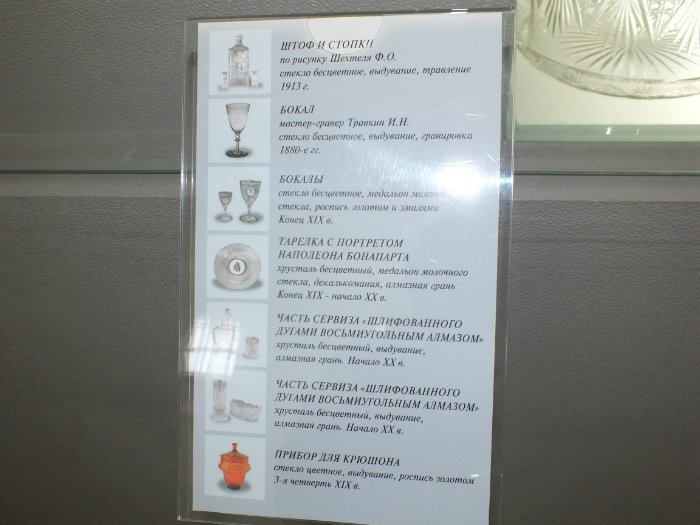 ШТОФ И СТОПКИ
по рисунку Шехтеля Ф.О.
стекло бесцветное, выдувание, травление
1913 г.
БОКАЛ
мастер-гравер Травкин И.Н.
стекло бесцветное, выдувание, гравировка
1880-е гг.
БОКАЛЫ
стекло бесцветное, медальон молочного
стекла, роспись золотом и эмалями
Конец XIX в.
ТАРЕЛКА С ПОРТРЕТОМ
НАПОЛЕОНА БОНАПАРТА
хрусталь бесцветный, медальон молочного
стекла, декалькомания, алмазная грань
Конец XIX - начало XX в.
ЧАСТЬ СЕРВИЗА «ШЛИФОВАННОГО
ДУГАМИ ВОСЬМИУГОЛЬНЫМ АЛМАЗОМ»
хрусталь бесцветный, выдувание,
алмазная грань. Начало XX в.
ЧАСТЬ СЕРВИЗА «ШЛИФОВАННОГО
ДУГАМИ ВОСЬМИУГОЛЬНЫМ АЛМАЗОМ»
хрусталь бесцветный, выдувание,
алмазная грань. Начало XX в.
ПРИБОР ДЛЯ КРЮШОНА
стекло цветное, выдувание, роспись золотом
3-я четверть XIX в.